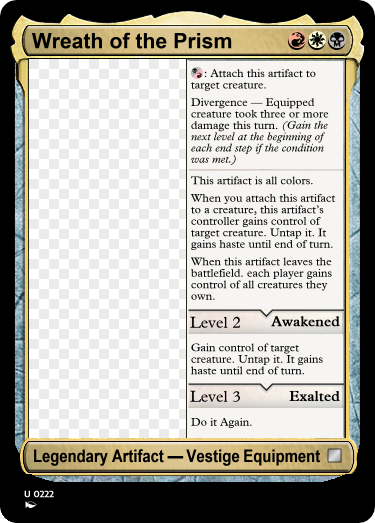 Wreath of the Prism
: Attach this artifact to
target creature.
Divergence — Equipped
creature took three or more
damage this turn. (Gain the
next level at the beginning of
each end step if the condition
was met.)
This artifact is all colors.
When you attach this artifact
to a creature, this artifact's
controller gains control of
target creature. Untap it. It
gains haste until end of turn.
When this artifact leaves the
battlefield. each player gains
control of all creatures they
own.
Level 2 Awakened
Gain control of target
creature. Untap it. It gains
haste until end of turn.
Level 3 Exalted
Do it Again.
Legendary Artifact — Vestige Equipment
U 0222